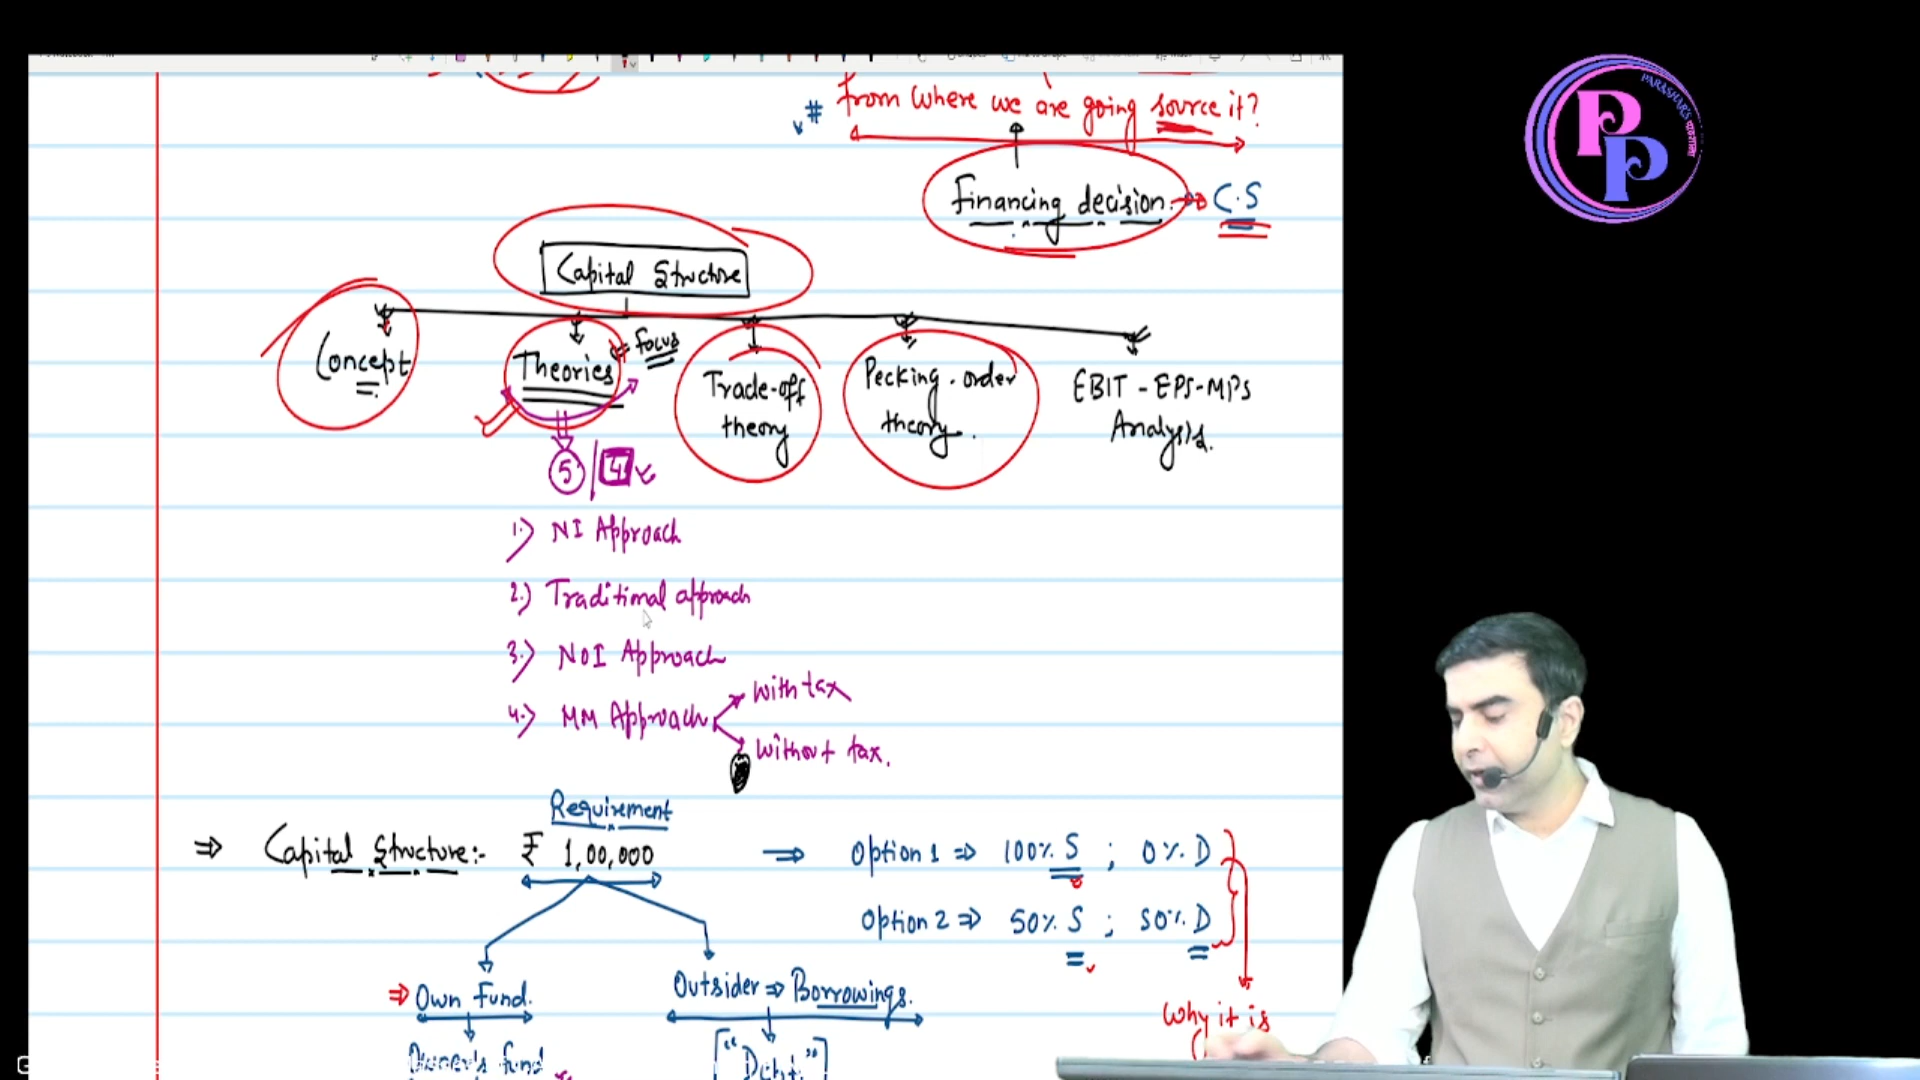 # From where we are going source it?
Financing decision. C.S
Capital Structure
Concept
Theories
Focus
Trade-off
theory
Pecking-order
theory.
EBIT-EPS-MPS
Analysis.
5 / 4
1.) NI Approach
2.) Traditional approach
3.) NOI Approach
4.) MM Approach
with tax
without tax.
Requirement
⇒ Capital Structure:- ₹ 1,00,000 ⇒ Option 1 ⇒ 100% S ; 0% D
Option 2 ⇒ 50% S ; 50% D
⇒ Own Fund.
Outsider ⇒ Borrowings.
Why it is
Owner's fund
["Debt"]
PARASHAR'S
PP